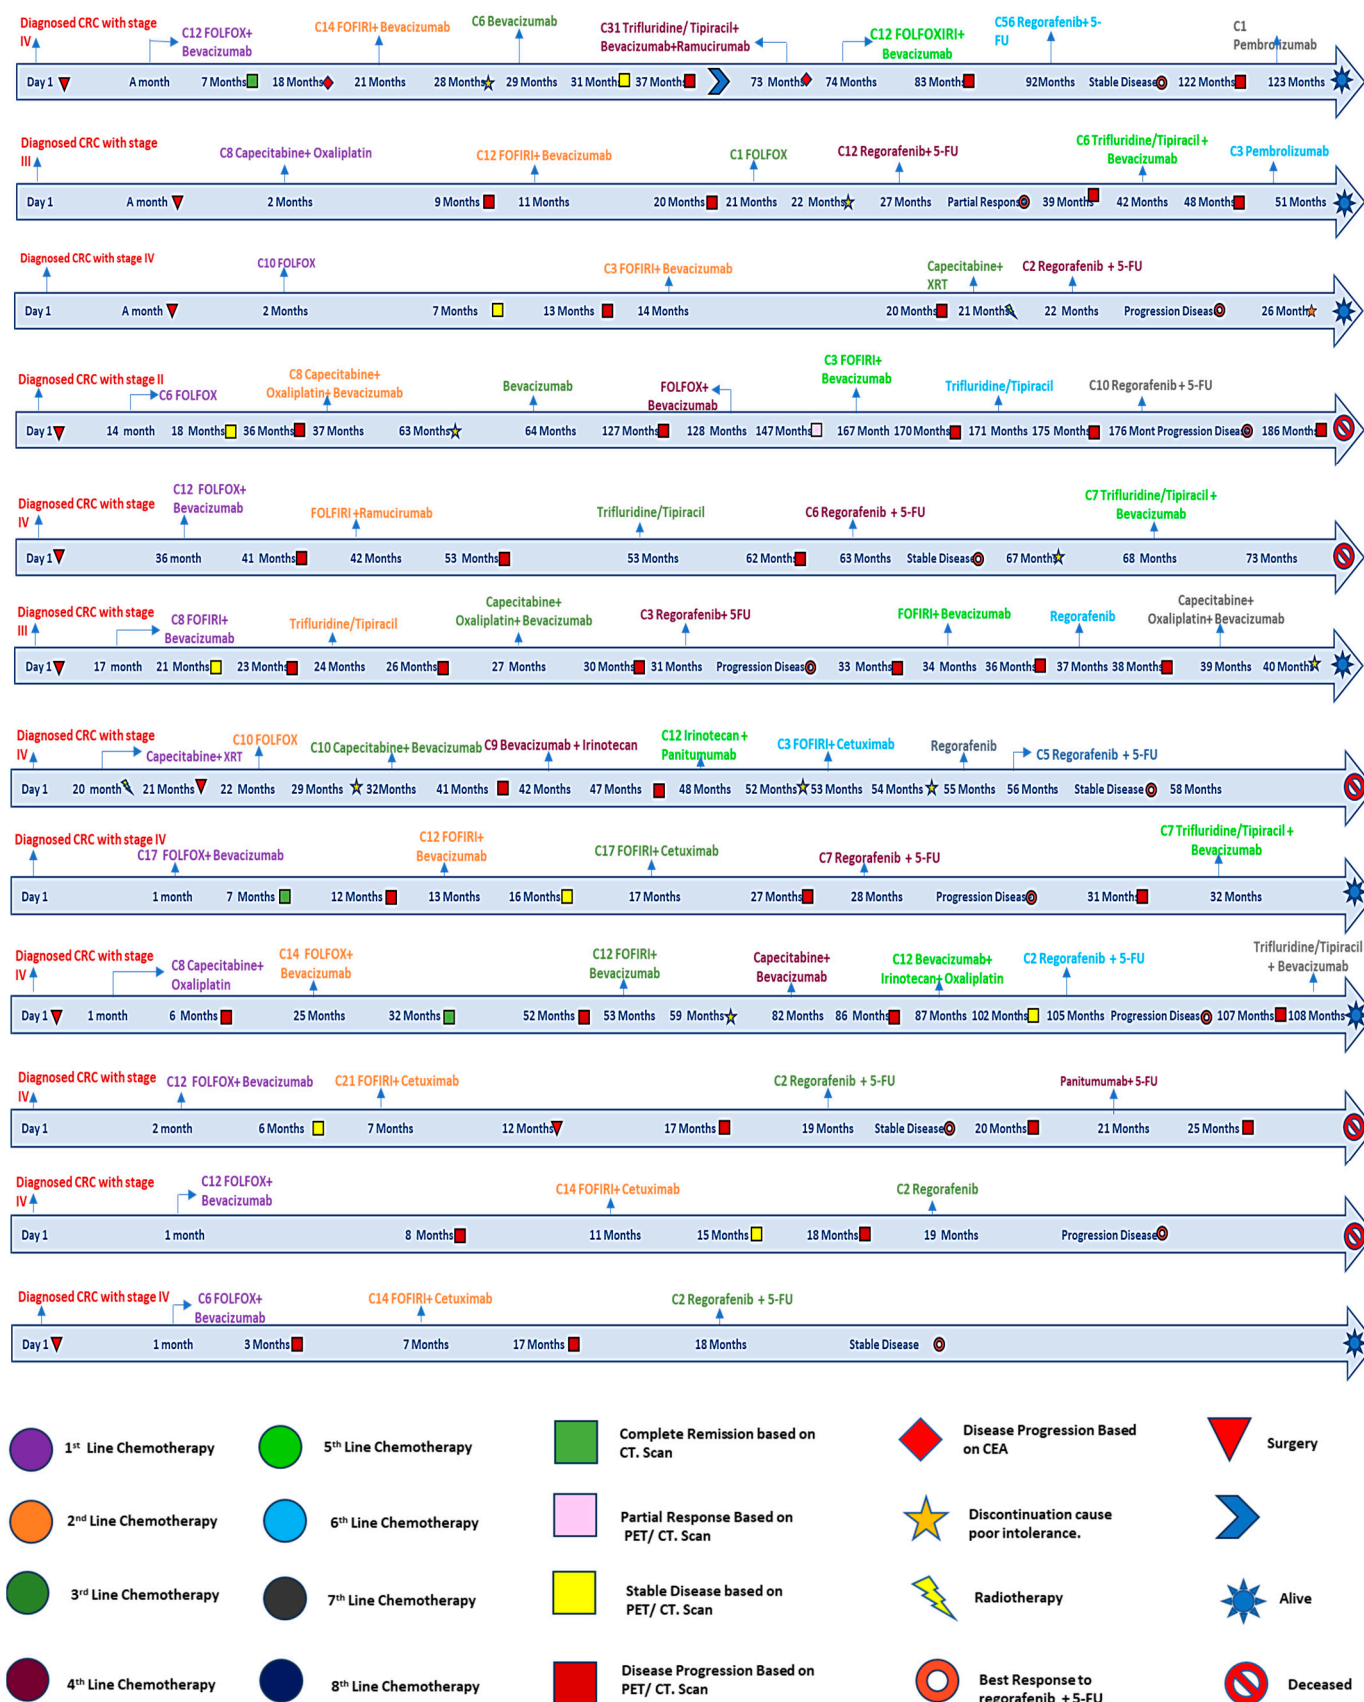 Diagnosed CRC with stage
IV
C12 FOLFOX+
Bevacizumab
C14 FOFIRI+ Bevacizumab
C6 Bevacizumab
C31 Trifluridine/ Tipiracil+
Bevacizumab+Ramucirumab
C12 FOLFOXIRI+
Bevacizumab
C56 Regorafenib+ 5-
FU
C1
Pembrolizumab
Day 1 A month 7 Months 18 Months 21 Months 28 Months 29 Months 31 Months 37 Months 73 Months 74 Months 83 Months 92Months Stable Disease 122 Months 123 Months
Diagnosed CRC with stage
III
C8 Capecitabine+ Oxaliplatin
C12 FOFIRI+ Bevacizumab
C1 FOLFOX
C12 Regorafenib+ 5-FU
C6 Trifluridine/Tipiracil +
Bevacizumab
C3 Pembrolizumab
Day 1 A month 2 Months 9 Months 11 Months 20 Months 21 Months 22 Months 27 Months Partial Respons 39 Months 42 Months 48 Months 51 Months
Diagnosed CRC with stage IV
C10 FOLFOX
C3 FOFIRI+ Bevacizumab
Capecitabine+
XRT
C2 Regorafenib + 5-FU
Day 1 A month 2 Months 7 Months 13 Months 14 Months 20 Months 21 Months 22 Months Progression Diseas 26 Month
Diagnosed CRC with stage II
C6 FOLFOX
C8 Capecitabine+
Oxaliplatin+ Bevacizumab
Bevacizumab
FOLFOX+
Bevacizumab
C3 FOFIRI+
Bevacizumab
Trifluridine/Tipiracil
C10 Regorafenib + 5-FU
Day 1 14 month 18 Months 36 Months 37 Months 63 Months 64 Months 127 Months 128 Months 147 Months 167 Month 170 Months 171 Months 175 Months 176 Mont Progression Diseas 186 Months
Diagnosed CRC with stage
IV
C12 FOLFOX+
Bevacizumab
FOLFIRI +Ramucirumab
Trifluridine/Tipiracil
C6 Regorafenib + 5-FU
C7 Trifluridine/Tipiracil +
Bevacizumab
Day 1 36 month 41 Months 42 Months 53 Months 53 Months 62 Months 63 Months Stable Disease 67 Months 68 Months 73 Months
Diagnosed CRC with stage
III
C8 FOFIRI+
Bevacizumab
Trifluridine/Tipiracil
Capecitabine+
Oxaliplatin+ Bevacizumab
C3 Regorafenib+ 5FU
FOFIRI+ Bevacizumab
Regorafenib
Capecitabine+
Oxaliplatin+ Bevacizumab
Day 1 17 month 21 Months 23 Months 24 Months 26 Months 27 Months 30 Months 31 Months Progression Diseas 33 Months 34 Months 36 Months 37 Months 38 Months 39 Months 40 Month
Diagnosed CRC with stage
IV
Capecitabine+ XRT
C10 FOLFOX
C10 Capecitabine+ Bevacizumab
C9 Bevacizumab + Irinotecan
C12 Irinotecan +
Panitumumab
C3 FOFIRI+ Cetuximab
Regorafenib
C5 Regorafenib + 5-FU
Day 1 20 month 21 Months 22 Months 29 Months 32Months 41 Months 42 Months 47 Months 48 Months 52 Months 53 Months 54 Months 55 Months 56 Months Stable Disease 58 Months
Diagnosed CRC with stage IV
C17 FOLFOX+ Bevacizumab
C12 FOFIRI+
Bevacizumab
C17 FOFIRI+ Cetuximab
C7 Regorafenib + 5-FU
C7 Trifluridine/Tipiracil +
Bevacizumab
Day 1 1 month 7 Months 12 Months 13 Months 16 Months 17 Months 27 Months 28 Months Progression Diseas 31 Months 32 Months
Diagnosed CRC with stage
IV
C8 Capecitabine+
Oxaliplatin
C14 FOLFOX+
Bevacizumab
C12 FOFIRI+
Bevacizumab
Capecitabine+
Bevacizumab
C12 Bevacizumab+
Irinotecan+ Oxaliplatin
C2 Regorafenib + 5-FU
Trifluridine/Tipiracil
+ Bevacizumab
Day 1 1 month 6 Months 25 Months 32 Months 52 Months 53 Months 59 Months 82 Months 86 Months 87 Months 102 Months 105 Months Progression Diseas 107 Months 108 Months
Diagnosed CRC with stage
IV
C12 FOLFOX+ Bevacizumab
C21 FOFIRI+ Cetuximab
C2 Regorafenib + 5-FU
Panitumumab+ 5-FU
Day 1 2 month 6 Months 7 Months 12 Months 17 Months 19 Months Stable Disease 20 Months 21 Months 25 Months
Diagnosed CRC with stage
IV
C12 FOLFOX+
Bevacizumab
C14 FOFIRI+ Cetuximab
C2 Regorafenib
Day 1 1 month 8 Months 11 Months 15 Months 18 Months 19 Months Progression Disease
Diagnosed CRC with stage IV
C6 FOLFOX+
Bevacizumab
C14 FOFIRI+ Cetuximab
C2 Regorafenib + 5-FU
Day 1 1 month 3 Months 7 Months 17 Months 18 Months Stable Disease
1st Line Chemotherapy
5th Line Chemotherapy
Complete Remission based on
CT. Scan
Disease Progression Based
on CEA
Surgery
2nd Line Chemotherapy
6th Line Chemotherapy
Partial Response Based on
PET/ CT. Scan
Discontinuation cause
poor intolerance.
3rd Line Chemotherapy
7th Line Chemotherapy
Stable Disease based on
PET/ CT. Scan
Radiotherapy
Alive
4th Line Chemotherapy
8th Line Chemotherapy
Disease Progression Based on
PET/ CT. Scan
Best Response to
regorafenib + 5-FU
Deceased